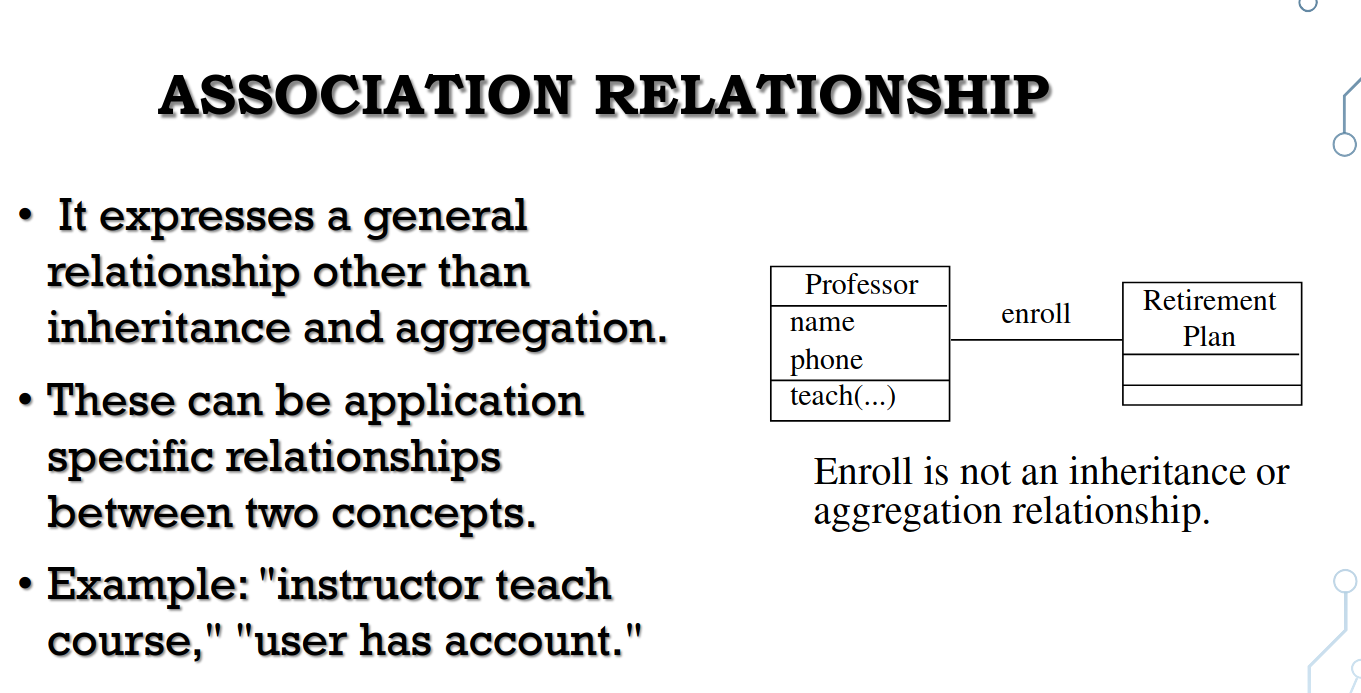 ASSOCIATION RELATIONSHIP
• It expresses a general
relationship other than
inheritance and aggregation.
• These can be application
specific relationships
between two concepts.
• Example: "instructor teach
course," "user has account."
Professor
name
phone
teach(...)
enroll
Retirement
Plan
Enroll is not an inheritance or
aggregation relationship.